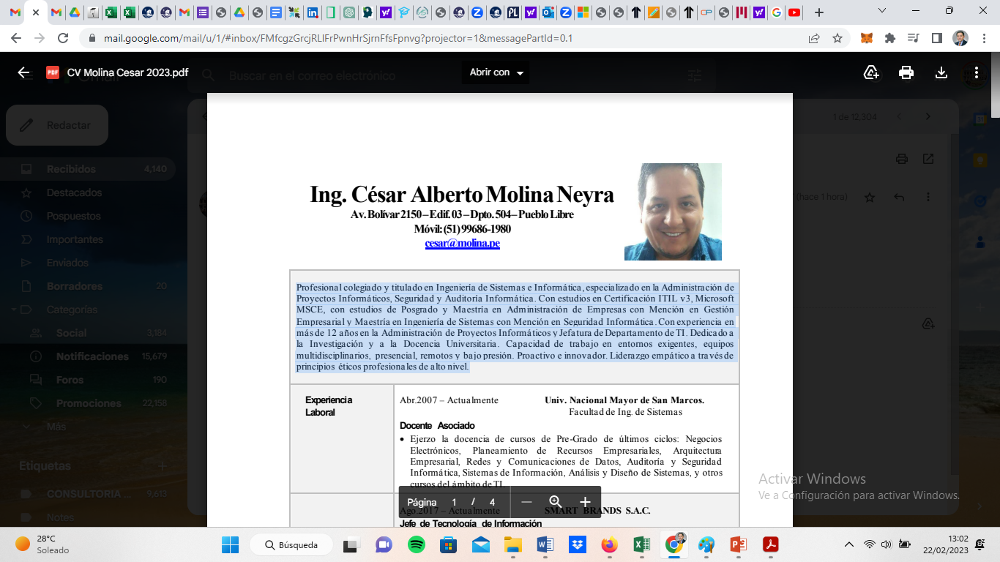 mail.google.com/mail/u/1/#inbox/FMfcgzGrcjRLlFrPwnHrSjrnFfsFpnvg?projector=1&messagePartId=0.1
PDF
CV Molina Cesar 2023.pdf
Buscar en el correo electrónico
Abrir con
Redactar
1 de 12,304
Recibidos 4,140
Destacados
(hace 1 hora)
Pospuestos
Importantes
Enviados
Borradores 20
Categorías
Social 3,184
Notificaciones 15,679
Foros 190
Promociones 22,158
Más
Etiquetas
CONSULTORIA ... 9,613
Notes
Ing. César Alberto Molina Neyra
Av. Bolívar 2150 – Edif. 03 – Dpto. 504 – Pueblo Libre
Móvil: (51) 99686-1980
cesar@molina.pe
Profesional colegiado y titulado en Ingeniería de Sistemas e Informática, especializado en la Administración de
Proyectos Informáticos, Seguridad y Auditoría Informática. Con estudios en Certificación ITIL v3, Microsoft
MSCE, con estudios de Posgrado y Maestría en Administración de Empresas con Mención en Gestión
Empresarial y Maestría en Ingeniería de Sistemas con Mención en Seguridad Informática. Con experiencia en
más de 12 años en la Administración de Proyectos Informáticos y Jefatura de Departamento de TI. Dedicado a
la Investigación y a la Docencia Universitaria. Capacidad de trabajo en entornos exigentes, equipos
multidisciplinarios, presencial, remotos y bajo presión. Proactivo e innovador. Liderazgo empático a través de
principios éticos profesionales de alto nivel.
Experiencia
Laboral
Abr.2007 – Actualmente Univ. Nacional Mayor de San Marcos.
Facultad de Ing. de Sistemas
Docente Asociado
• Ejerzo la docencia de cursos de Pre-Grado de últimos ciclos: Negocios
Electrónicos, Planeamiento de Recursos Empresariales, Arquitectura
Empresarial, Redes y Comunicaciones de Datos, Auditoría y Seguridad
Informática, Sistemas de Información, Análisis y Diseño de Sistemas, y otros
cursos del ámbito de TI.
Página 1 / 4
Ago.2017 – Actualmente SMART BRANDS S.A.C.
Jefe de Tecnología de Información
Activar Windows
Ve a Configuración para activar Windows.
28°C
Soleado
Búsqueda
13:02
22/02/2023